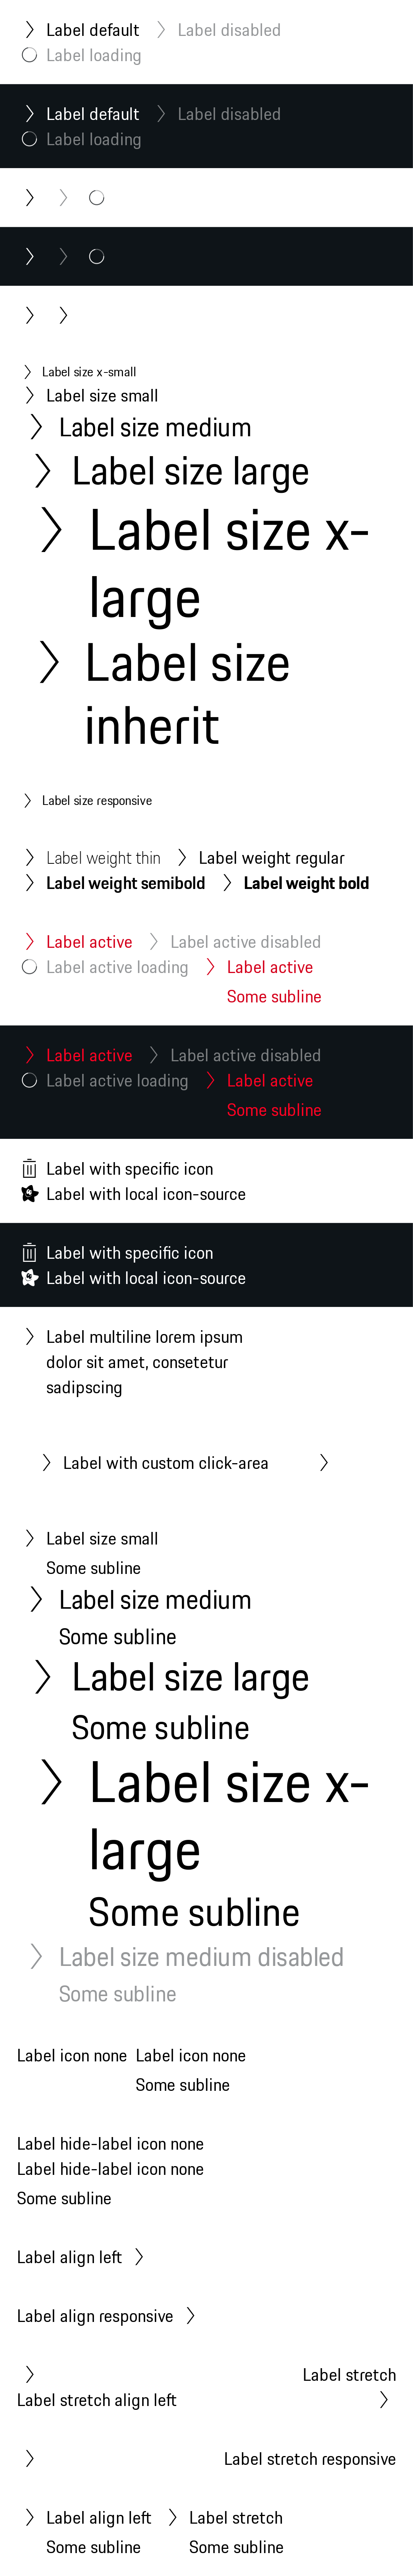 Label default Label disabled
Label loading
Label default Label disabled
Label loading
Label size x-small
Label size small
Label size medium
Label size large
Label size x-
large
Label size
inherit
Label size responsive
Label weight thin Label weight regular
Label weight semibold Label weight bold
Label active Label active disabled
Label active loading Label active
Some subline
Label active Label active disabled
Label active loading Label active
Some subline
Label with specific icon
Label with local icon-source
Label with specific icon
Label with local icon-source
Label multiline lorem ipsum
dolor sit amet, consetetur
sadipscing
Label with custom click-area
Label size small
Some subline
Label size medium
Some subline
Label size large
Some subline
Label size x-
large
Some subline
Label size medium disabled
Some subline
Label icon none Label icon none
Some subline
Label hide-label icon none
Label hide-label icon none
Some subline
Label align left
Label align responsive
Label stretch
Label stretch align left
Label stretch responsive
Label align left Label stretch
Some subline Some subline